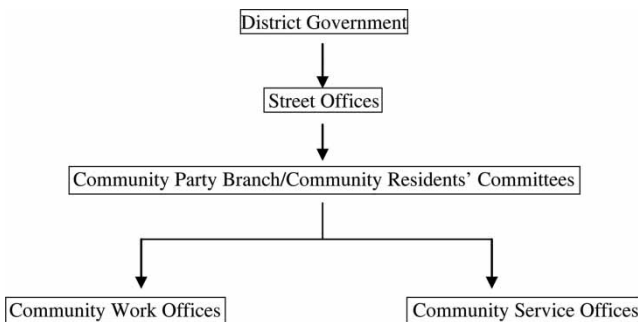 District Government
Street Offices
Community Party Branch/Community Residents’ Committees
Community Work Offices
Community Service Offices